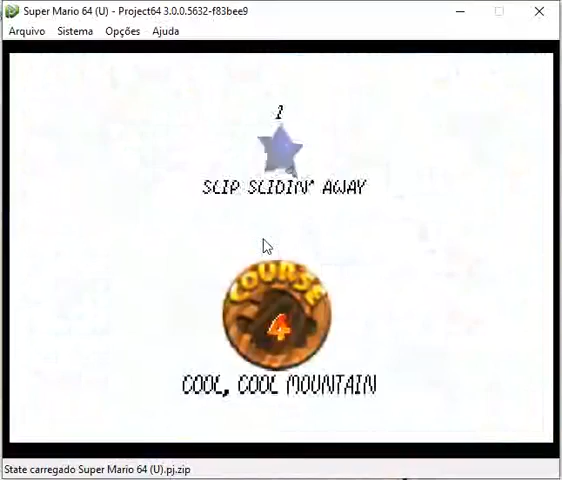 Super Mario 64 (U) - Project64 3.0.0.5632-f83bee9
Arquivo Sistema Opções Ajuda
1
SLIP SLIDIN' AWAY
COURSE
4
COOL, COOL MOUNTAIN
State carregado Super Mario 64 (U).pj.zip